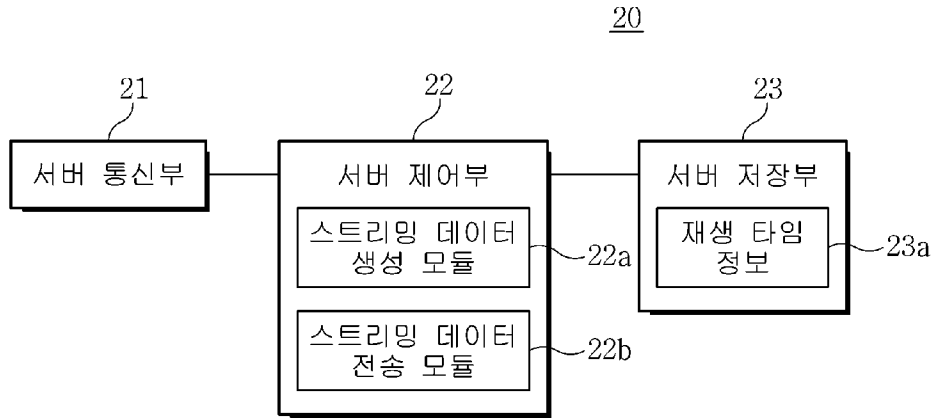 20
21
22
23
서버 통신부
서버 제어부
서버 저장부
스트리밍 데이터
생성 모듈
22a
재생 타임
정보
23a
스트리밍 데이터
전송 모듈
22b